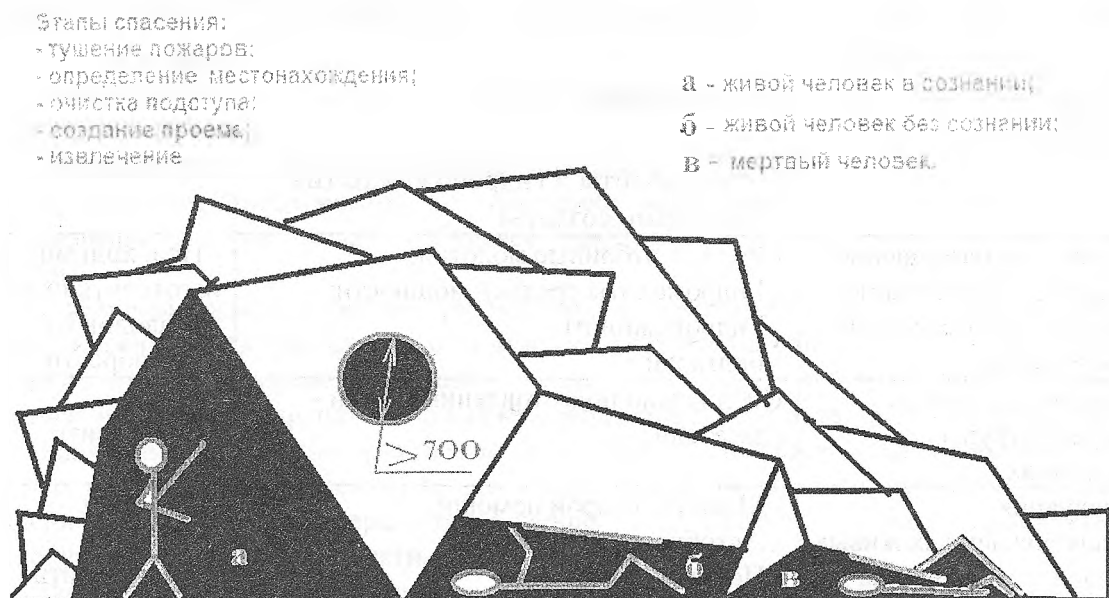 Этапы спасения:
- тушение пожаров;
- определение местонахождения;
- очистка подступа;
- создание проема;
- извлечение
а - живой человек в сознании;
б - живой человек без сознании;
в - мертвый человек.
>700
а
б
в